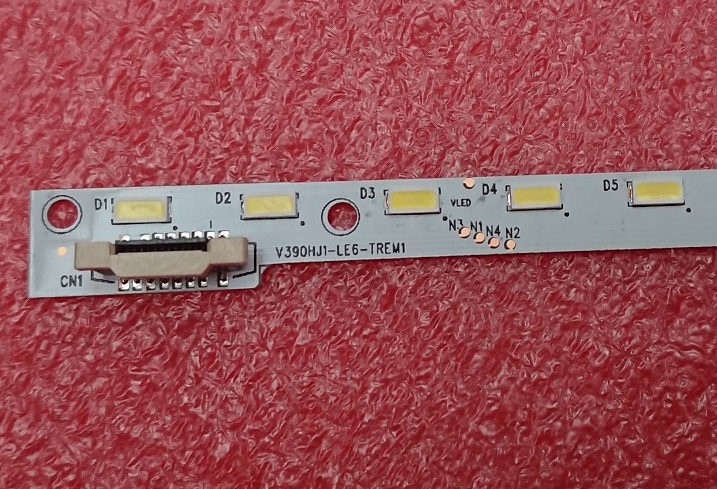 D1
D2
D3
VLED
D4
D5
N3 N1 N4 N2
CN1
V390HJ1-LE6-TREM1